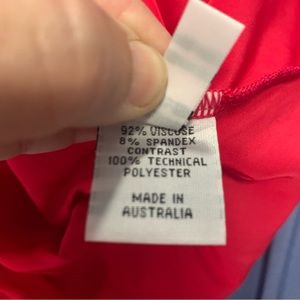 92% VISCOSE
8% SPANDEX
CONTRAST
100% TECHNICAL
POLYESTER
MADE IN
AUSTRALIA